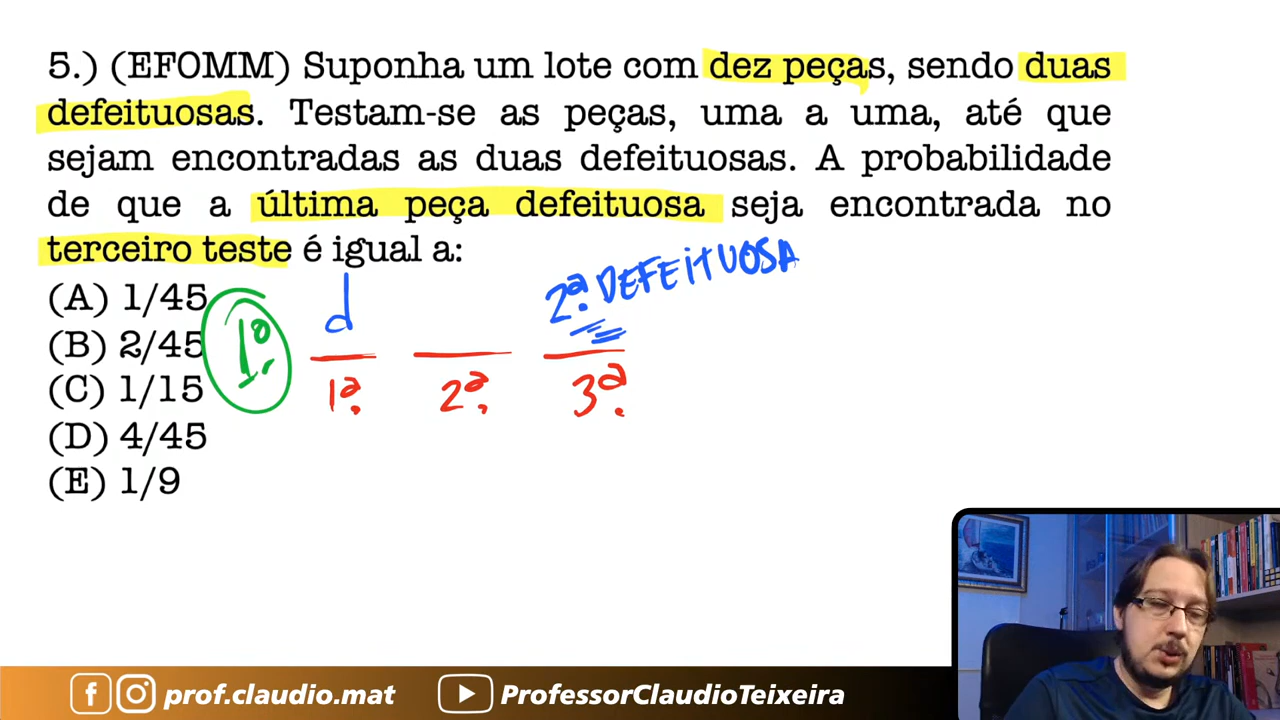 5.) (EFOMM) Suponha um lote com dez peças, sendo duas
defeituosas. Testam-se as peças, uma a uma, até que
sejam encontradas as duas defeituosas. A probabilidade
de que a última peça defeituosa seja encontrada no
terceiro teste é igual a:
(A) 1/45
(B) 2/45
(C) 1/15
(D) 4/45
(E) 1/9
1º.
d
2ª. DEFEITUOSA
1ª. 2ª. 3ª.
prof.claudio.mat ProfessorClaudioTeixeira